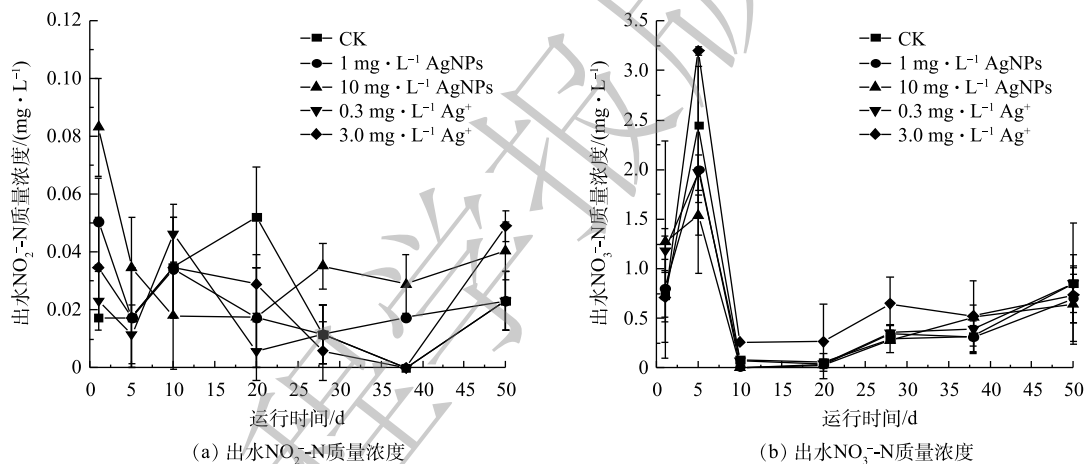 0.12
0.10
0.08
0.06
0.04
0.02
0
出水NO₂⁻-N质量浓度/(mg·L⁻¹)
CK
1 mg·L⁻¹ AgNPs
10 mg·L⁻¹ AgNPs
0.3 mg·L⁻¹ Ag⁺
3.0 mg·L⁻¹ Ag⁺
0 5 10 15 20 25 30 35 40 45 50
运行时间/d
(a) 出水NO₂⁻-N质量浓度
3.5
3.2
2.5
2.0
1.5
1.0
0.5
0
出水NO₃⁻-N质量浓度/(mg·L⁻¹)
CK
1 mg·L⁻¹ AgNPs
10 mg·L⁻¹ AgNPs
0.3 mg·L⁻¹ Ag⁺
3.0 mg·L⁻¹ Ag⁺
0 5 10 15 20 25 30 35 40 45 50
运行时间/d
(b) 出水NO₃⁻-N质量浓度
程学报